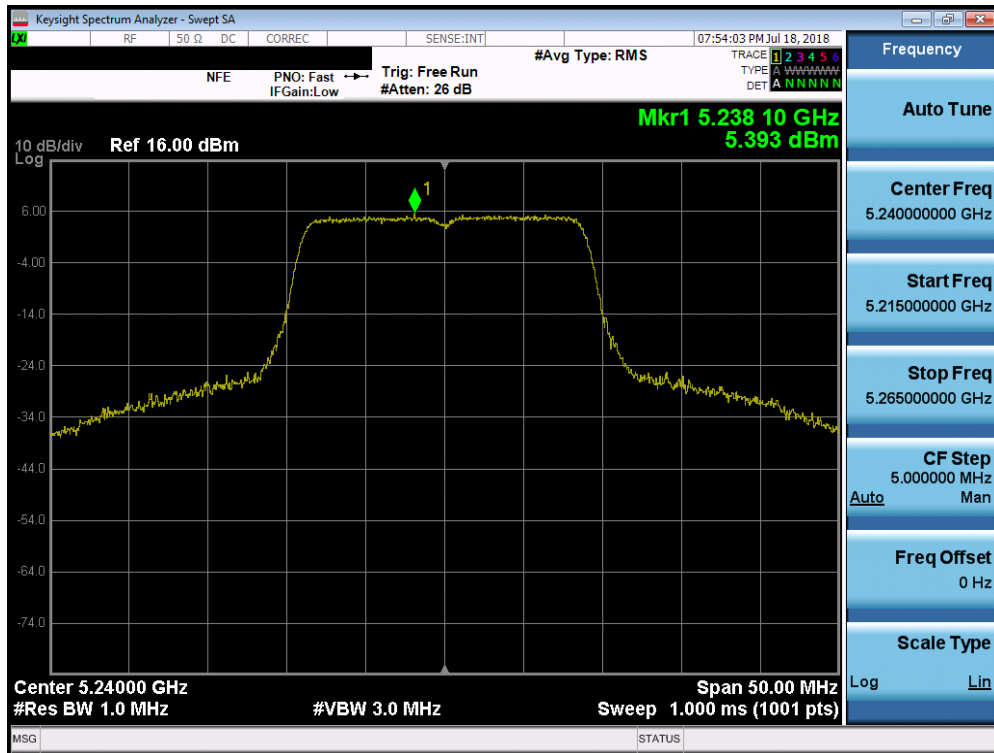 Keysight Spectrum Analyzer - Swept SA
LXI RF 50 Ω DC CORREC SENSE:INT 07:54:03 PM Jul 18, 2018
#Avg Type: RMS TRACE 1 2 3 4 5 6
NFE PNO: Fast Trig: Free Run TYPE A W W W W W
IFGain:Low #Atten: 26 dB DET A N N N N N
Mkr1 5.238 10 GHz
5.393 dBm
10 dB/div Ref 16.00 dBm
Log
1
6.00
-4.00
-14.0
-24.0
-34.0
-44.0
-54.0
-64.0
-74.0
Center 5.24000 GHz Span 50.00 MHz
#Res BW 1.0 MHz #VBW 3.0 MHz Sweep 1.000 ms (1001 pts)
MSG STATUS
Frequency
Auto Tune
Center Freq
5.240000000 GHz
Start Freq
5.215000000 GHz
Stop Freq
5.265000000 GHz
CF Step
5.000000 MHz
Auto Man
Freq Offset
0 Hz
Scale Type
Log Lin